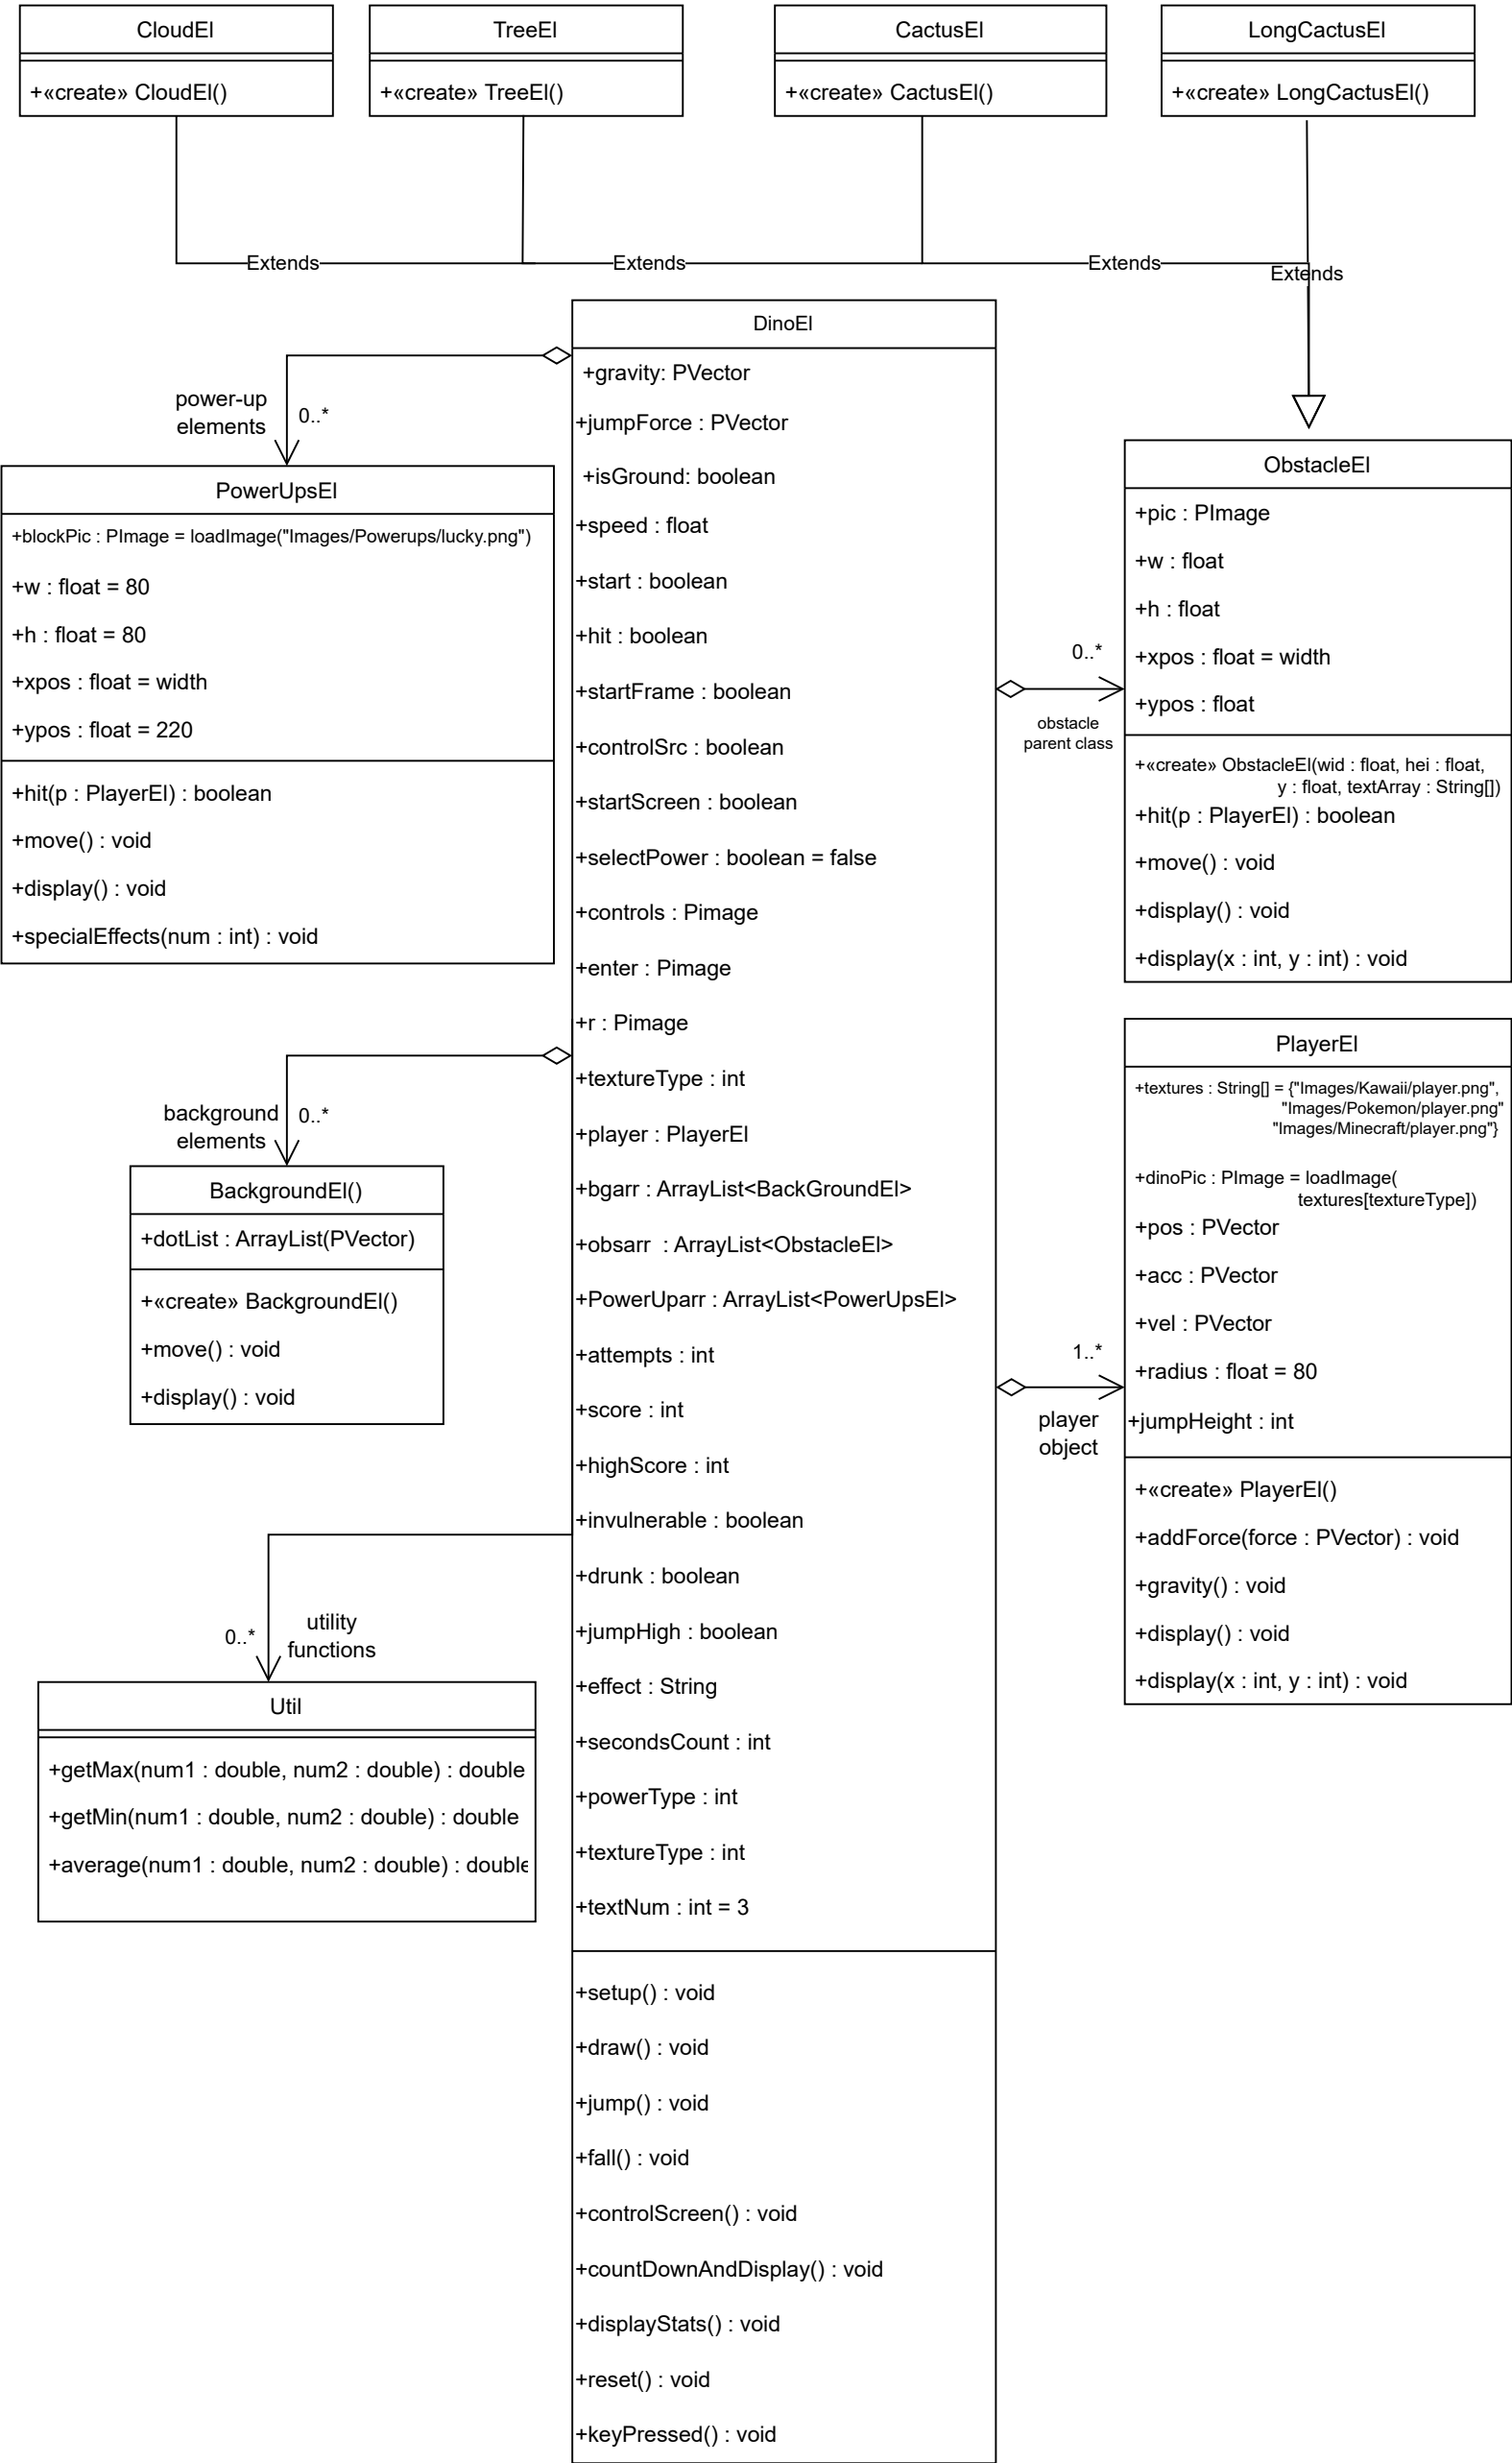 CloudEl
+«create» CloudEl()
TreeEl
+«create» TreeEl()
CactusEl
+«create» CactusEl()
LongCactusEl
+«create» LongCactusEl()
Extends
Extends
Extends
Extends
power-up
elements
0..*
PowerUpsEl
+blockPic : PImage = loadImage("Images/Powerups/lucky.png")
+w : float = 80
+h : float = 80
+xpos : float = width
+ypos : float = 220
+hit(p : PlayerEl) : boolean
+move() : void
+display() : void
+specialEffects(num : int) : void
background
elements
0..*
BackgroundEl()
+dotList : ArrayList(PVector)
+«create» BackgroundEl()
+move() : void
+display() : void
0..*
utility
functions
Util
+getMax(num1 : double, num2 : double) : double
+getMin(num1 : double, num2 : double) : double
+average(num1 : double, num2 : double) : double
DinoEl
+gravity: PVector
+jumpForce : PVector
+isGround: boolean
+speed : float
+start : boolean
+hit : boolean
+startFrame : boolean
+controlSrc : boolean
+startScreen : boolean
+selectPower : boolean = false
+controls : Pimage
+enter : Pimage
+r : Pimage
+textureType : int
+player : PlayerEl
+bgarr : ArrayList<BackGroundEl>
+obsarr  : ArrayList<ObstacleEl>
+PowerUparr : ArrayList<PowerUpsEl>
+attempts : int
+score : int
+highScore : int
+invulnerable : boolean
+drunk : boolean
+jumpHigh : boolean
+effect : String
+secondsCount : int
+powerType : int
+textureType : int
+textNum : int = 3
+setup() : void
+draw() : void
+jump() : void
+fall() : void
+controlScreen() : void
+countDownAndDisplay() : void
+displayStats() : void
+reset() : void
+keyPressed() : void
0..*
obstacle
parent class
ObstacleEl
+pic : PImage
+w : float
+h : float
+xpos : float = width
+ypos : float
+«create» ObstacleEl(wid : float, hei : float,
y : float, textArray : String[])
+hit(p : PlayerEl) : boolean
+move() : void
+display() : void
+display(x : int, y : int) : void
1..*
player
object
PlayerEl
+textures : String[] = {"Images/Kawaii/player.png",
"Images/Pokemon/player.png"
"Images/Minecraft/player.png"}
+dinoPic : PImage = loadImage(
textures[textureType])
+pos : PVector
+acc : PVector
+vel : PVector
+radius : float = 80
+jumpHeight : int
+«create» PlayerEl()
+addForce(force : PVector) : void
+gravity() : void
+display() : void
+display(x : int, y : int) : void